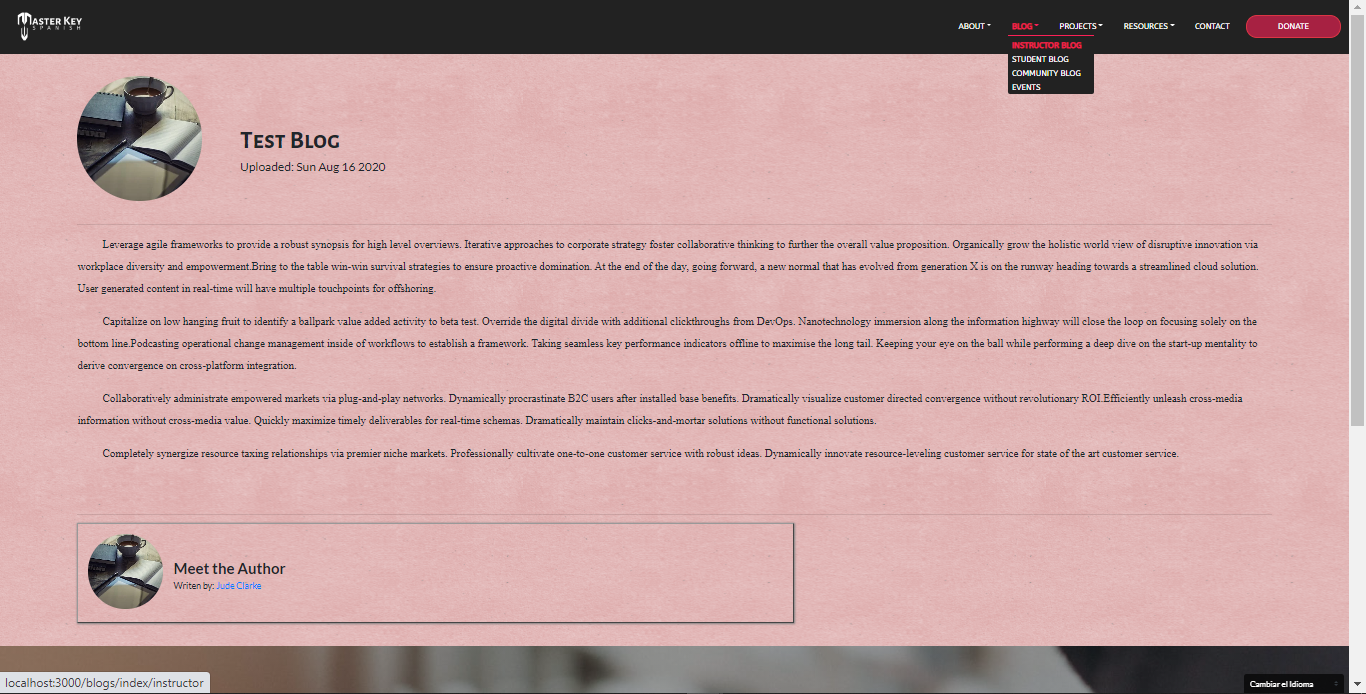 MASTER KEY
SPANISH
ABOUT
BLOG
PROJECTS
RESOURCES
CONTACT
DONATE
INSTRUCTOR BLOG
STUDENT BLOG
COMMUNITY BLOG
EVENTS
TEST BLOG
Uploaded: Sun Aug 16 2020
Leverage agile frameworks to provide a robust synopsis for high level overviews. Iterative approaches to corporate strategy foster collaborative thinking to further the overall value proposition. Organically grow the holistic world view of disruptive innovation via
workplace diversity and empowerment.Bring to the table win-win survival strategies to ensure proactive domination. At the end of the day, going forward, a new normal that has evolved from generation X is on the runway heading towards a streamlined cloud solution.
User generated content in real-time will have multiple touchpoints for offshoring.
Capitalize on low hanging fruit to identify a ballpark value added activity to beta test. Override the digital divide with additional clickthroughs from DevOps. Nanotechnology immersion along the information highway will close the loop on focusing solely on the
bottom line.Podcasting operational change management inside of workflows to establish a framework. Taking seamless key performance indicators offline to maximise the long tail. Keeping your eye on the ball while performing a deep dive on the start-up mentality to
derive convergence on cross-platform integration.
Collaboratively administrate empowered markets via plug-and-play networks. Dynamically procrastinate B2C users after installed base benefits. Dramatically visualize customer directed convergence without revolutionary ROI.Efficiently unleash cross-media
information without cross-media value. Quickly maximize timely deliverables for real-time schemas. Dramatically maintain clicks-and-mortar solutions without functional solutions.
Completely synergize resource taxing relationships via premier niche markets. Professionally cultivate one-to-one customer service with robust ideas. Dynamically innovate resource-leveling customer service for state of the art customer service.
Meet the Author
Writen by: Jude Clarke
localhost:3000/blogs/index/instructor
Cambiar el Idioma